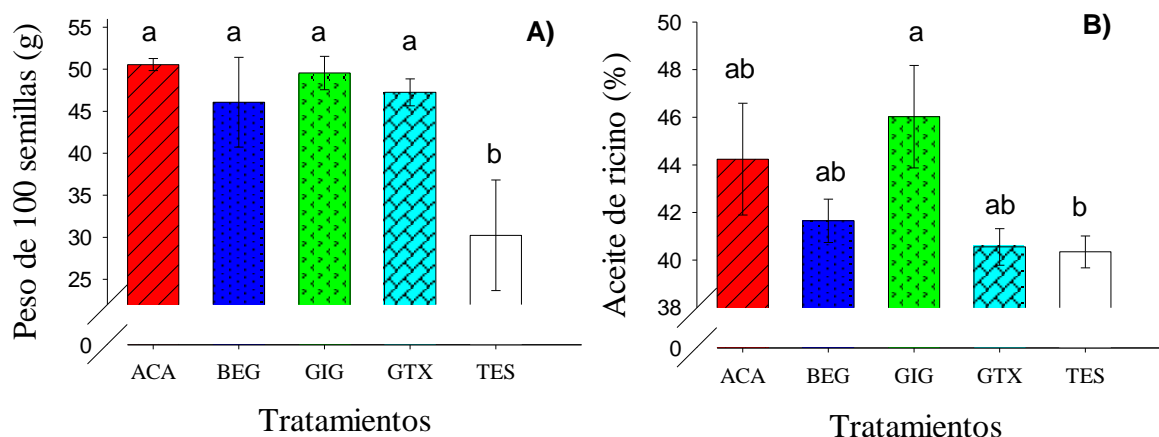 A)
Peso de 100 semillas (g)
55
50
45
40
35
30
25
0
a
a
a
a
b
ACA
BEG
GIG
GTX
TES
Tratamientos
B)
Aceite de ricino (%)
50
48
46
44
42
40
38
0
ab
ab
a
ab
b
ACA
BEG
GIG
GTX
TES
Tratamientos